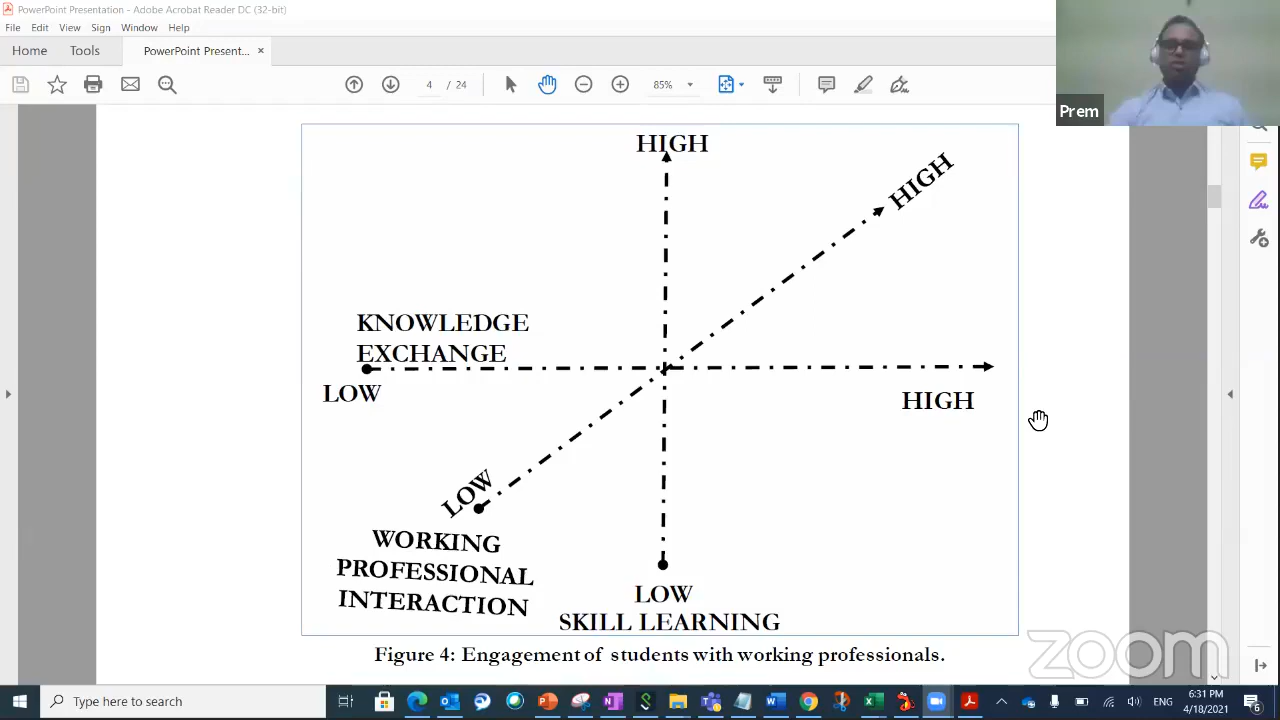 PowerPoint Presentation - Adobe Acrobat Reader DC (32-bit)
File Edit View Sign Window Help
Home Tools PowerPoint Present... ×
4 / 24 85%
Prem
HIGH
HIGH
KNOWLEDGE
EXCHANGE
LOW
HIGH
LOW
WORKING
PROFESSIONAL
INTERACTION
LOW
SKILL LEARNING
Figure 4: Engagement of students with working professionals.
zoom
Type here to search
ENG
6:31 PM
4/18/2021
6